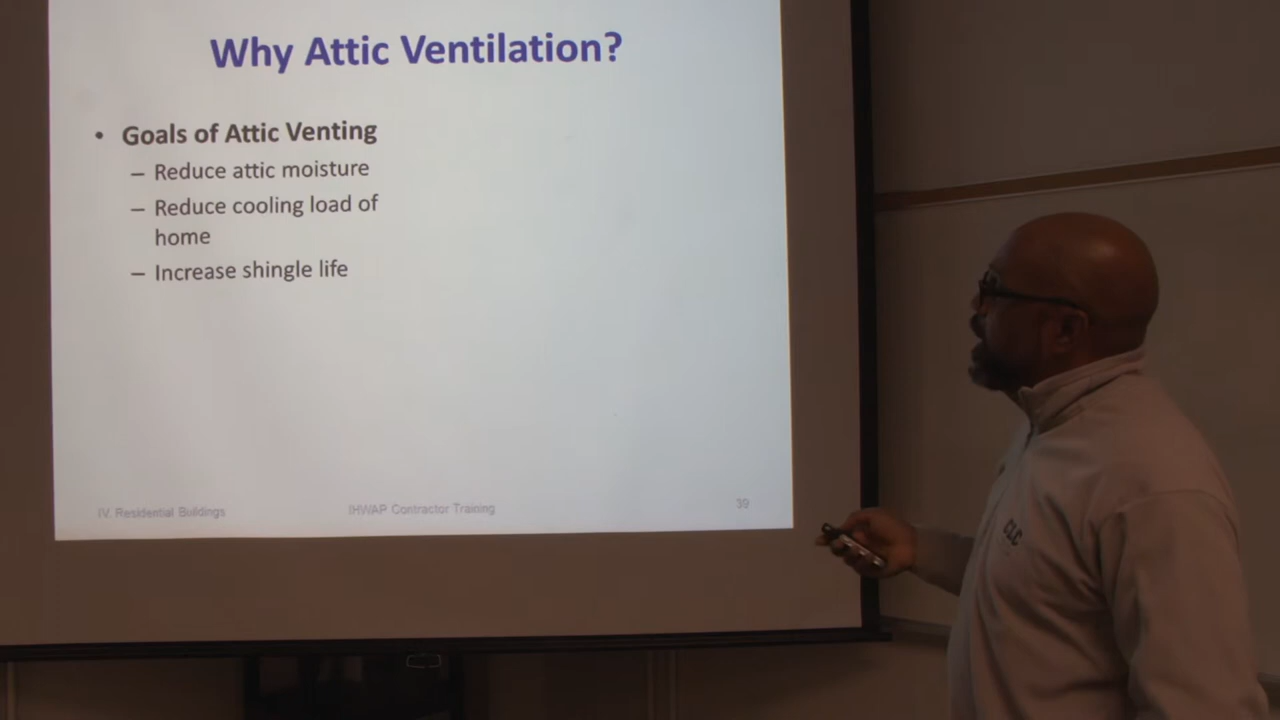 Why Attic Ventilation?
• Goals of Attic Venting
– Reduce attic moisture
– Reduce cooling load of
home
– Increase shingle life
IV. Residential Buildings
IHWAP Contractor Training
39
CLC